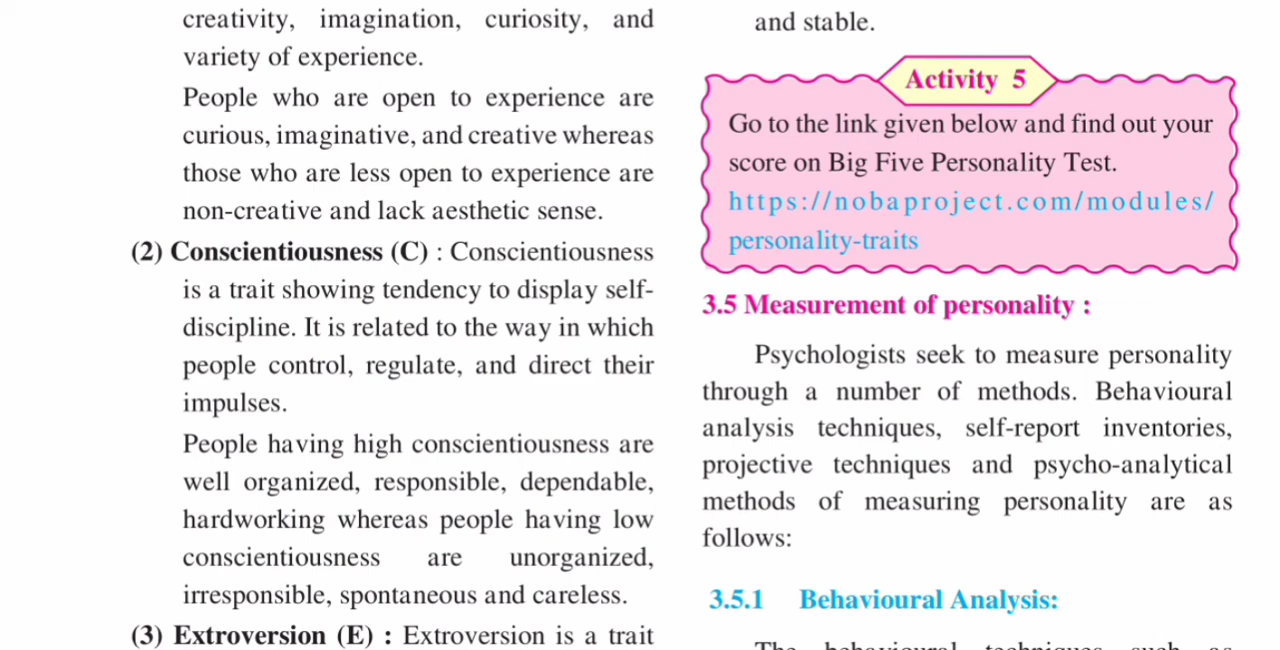 creativity, imagination, curiosity, and
variety of experience.
People who are open to experience are
curious, imaginative, and creative whereas
those who are less open to experience are
non-creative and lack aesthetic sense.
(2) Conscientiousness (C) : Conscientiousness
is a trait showing tendency to display self-
discipline. It is related to the way in which
people control, regulate, and direct their
impulses.
People having high conscientiousness are
well organized, responsible, dependable,
hardworking whereas people having low
conscientiousness are unorganized,
irresponsible, spontaneous and careless.
(3) Extroversion (E) : Extroversion is a trait
and stable.
Activity 5
Go to the link given below and find out your
score on Big Five Personality Test.
https://nobaproject.com/modules/
personality-traits
3.5 Measurement of personality :
Psychologists seek to measure personality
through a number of methods. Behavioural
analysis techniques, self-report inventories,
projective techniques and psycho-analytical
methods of measuring personality are as
follows:
3.5.1 Behavioural Analysis:
The behavioural techniques such as